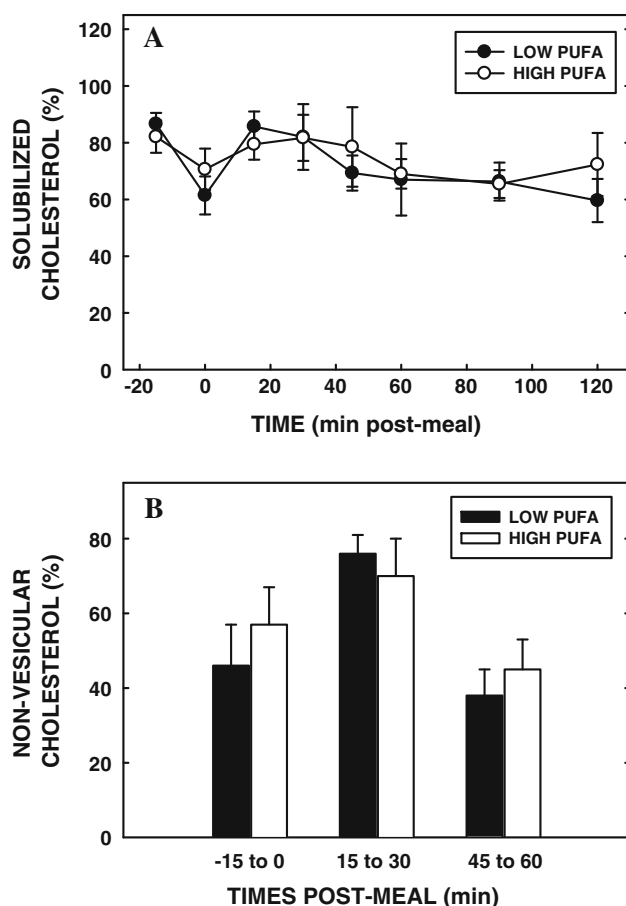 A
LOW PUFA
HIGH PUFA
SOLUBILIZED
CHOLESTEROL (%)
120
100
80
60
40
20
0
-20 0 20 40 60 80 100 120
TIME (min post-meal)
B
LOW PUFA
HIGH PUFA
NON-VESICULAR
CHOLESTEROL (%)
80
60
40
20
0
-15 to 0 15 to 30 45 to 60
TIMES POST-MEAL (min)